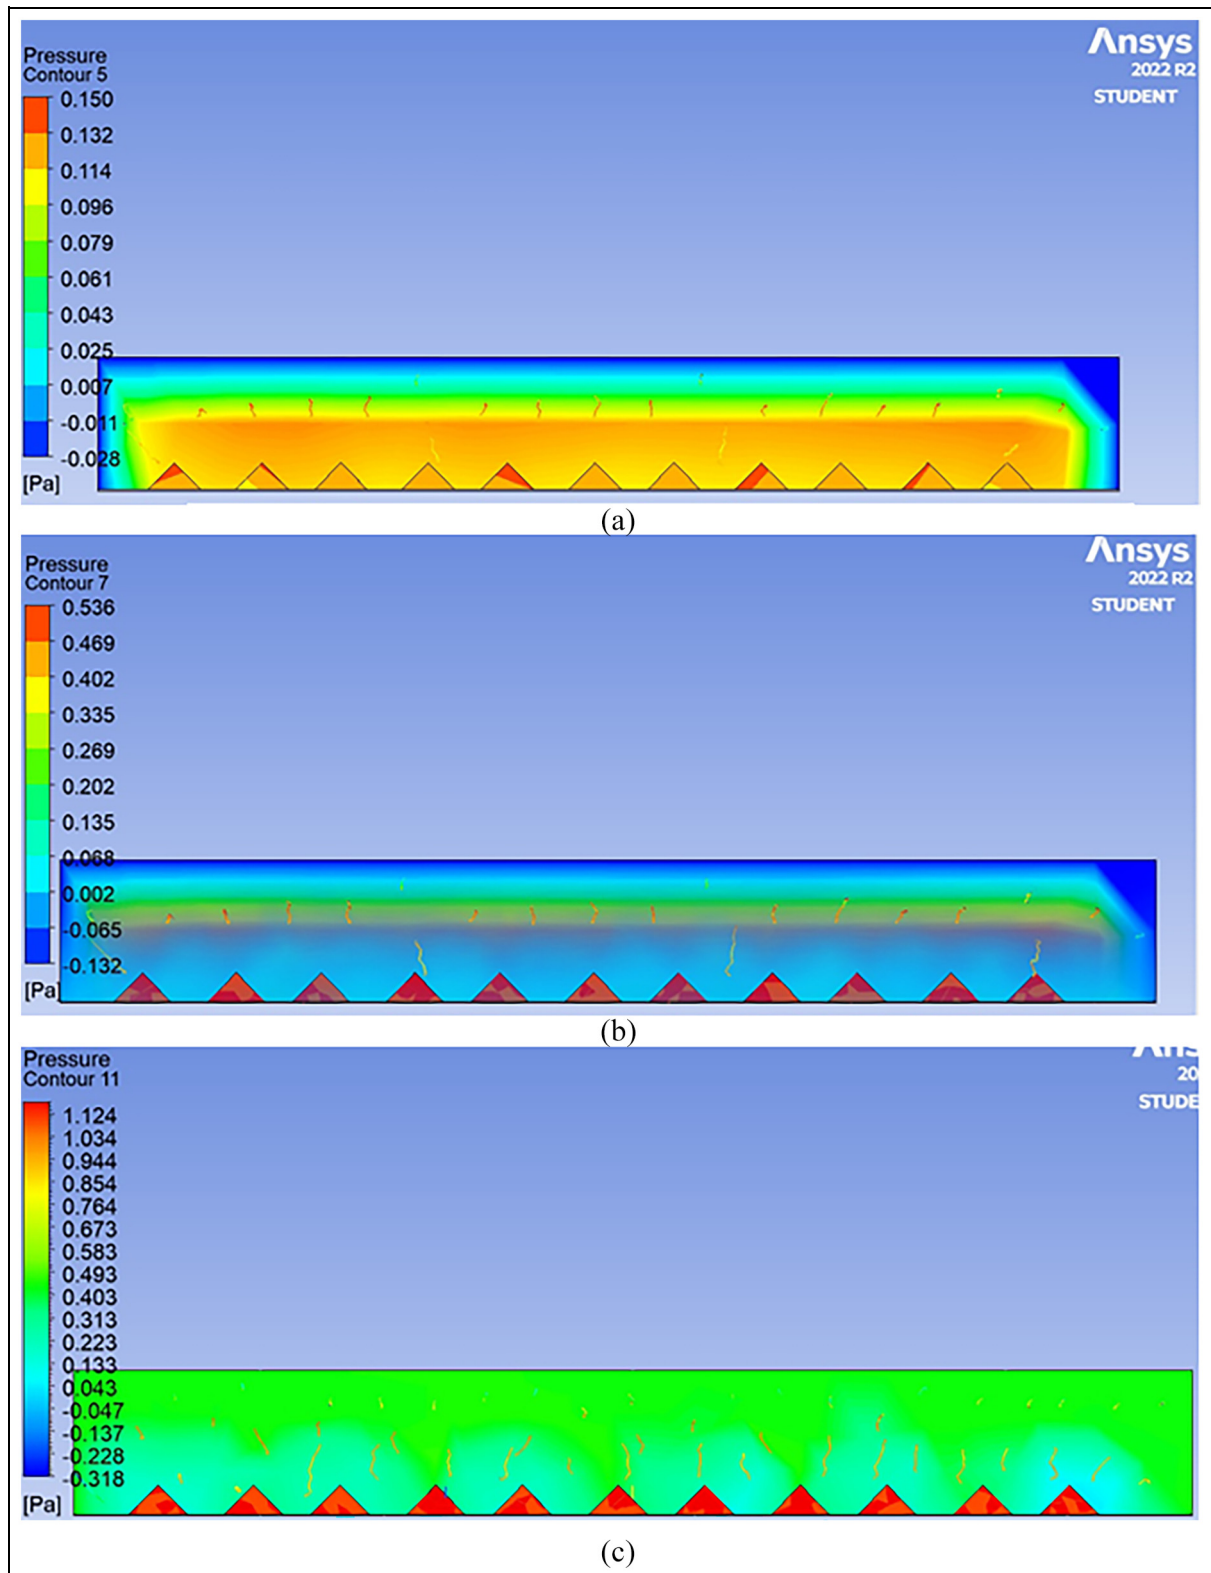 Ansys
2022 R2
STUDENT
Pressure
Contour 5
0.150
0.132
0.114
0.096
0.079
0.061
0.043
0.025
0.007
-0.011
-0.028
[Pa]
(a)
Ansys
2022 R2
STUDENT
Pressure
Contour 7
0.536
0.469
0.402
0.335
0.269
0.202
0.135
0.068
0.002
-0.065
-0.132
[Pa]
(b)
Ans
20
STUDE
Pressure
Contour 11
1.124
1.034
0.944
0.854
0.764
0.673
0.583
0.493
0.403
0.313
0.223
0.133
0.043
-0.047
-0.137
-0.228
-0.318
[Pa]
(c)